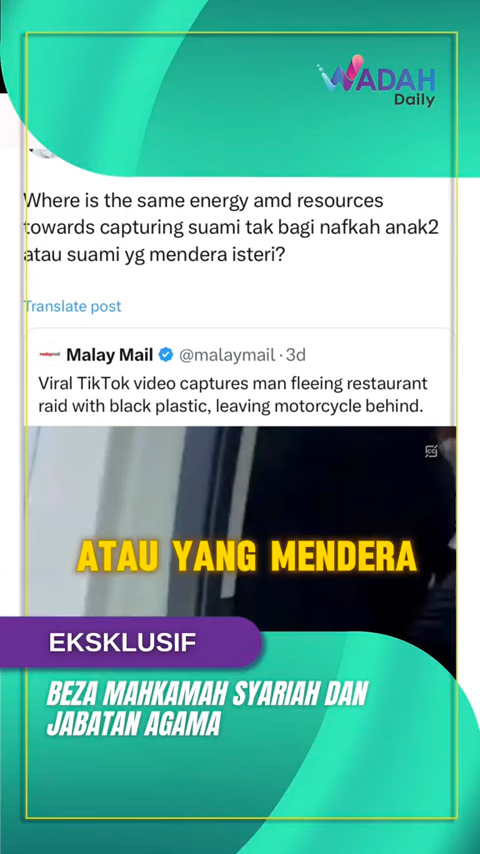 WADAH
Daily
Where is the same energy amd resources
towards capturing suami tak bagi nafkah anak2
atau suami yg mendera isteri?
Translate post
Malay Mail @malaymail · 3d
Viral TikTok video captures man fleeing restaurant
raid with black plastic, leaving motorcycle behind.
ATAU YANG MENDERA
EKSKLUSIF
BEZA MAHKAMAH SYARIAH DAN
JABATAN AGAMA